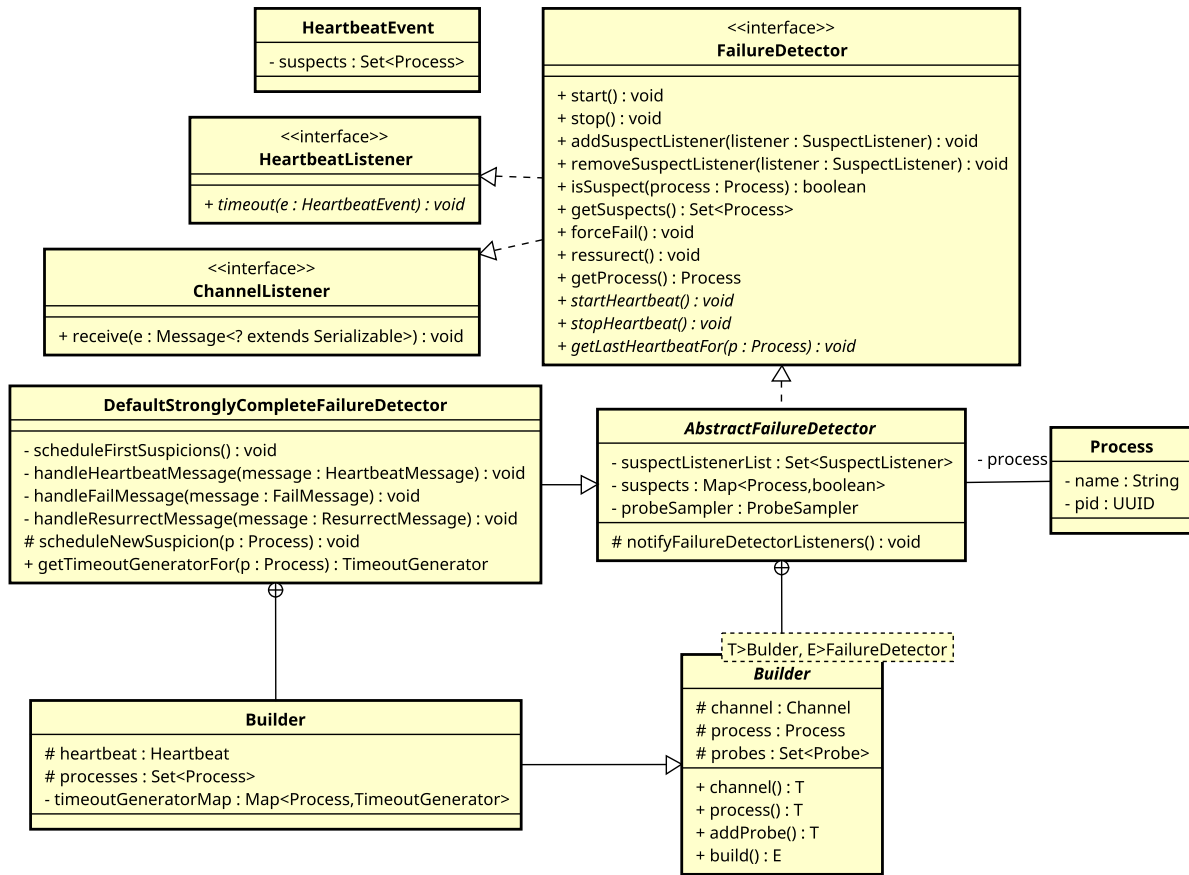 HeartbeatEvent
- suspects : Set<Process>
<<interface>>
FailureDetector
+ start() : void
+ stop() : void
+ addSuspectListener(listener : SuspectListener) : void
+ removeSuspectListener(listener : SuspectListener) : void
+ isSuspect(process : Process) : boolean
+ getSuspects() : Set<Process>
+ forceFail() : void
+ ressurect() : void
+ getProcess() : Process
+ startHeartbeat() : void
+ stopHeartbeat() : void
+ getLastHeartbeatFor(p : Process) : void
<<interface>>
HeartbeatListener
+ timeout(e : HeartbeatEvent) : void
<<interface>>
ChannelListener
+ receive(e : Message<? extends Serializable>) : void
DefaultStronglyCompleteFailureDetector
- scheduleFirstSuspicions() : void
- handleHeartbeatMessage(message : HeartbeatMessage) : void
- handleFailMessage(message : FailMessage) : void
- handleResurrectMessage(message : ResurrectMessage) : void
# scheduleNewSuspicion(p : Process) : void
+ getTimeoutGeneratorFor(p : Process) : TimeoutGenerator
AbstractFailureDetector
- suspectListenerList : Set<SuspectListener>
- suspects : Map<Process,boolean>
- probeSampler : ProbeSampler
# notifyFailureDetectorListeners() : void
- process
Process
- name : String
- pid : UUID
T>Bulder, E>FailureDetector
Builder
# channel : Channel
# process : Process
# probes : Set<Probe>
+ channel() : T
+ process() : T
+ addProbe() : T
+ build() : E
Builder
# heartbeat : Heartbeat
# processes : Set<Process>
- timeoutGeneratorMap : Map<Process,TimeoutGenerator>